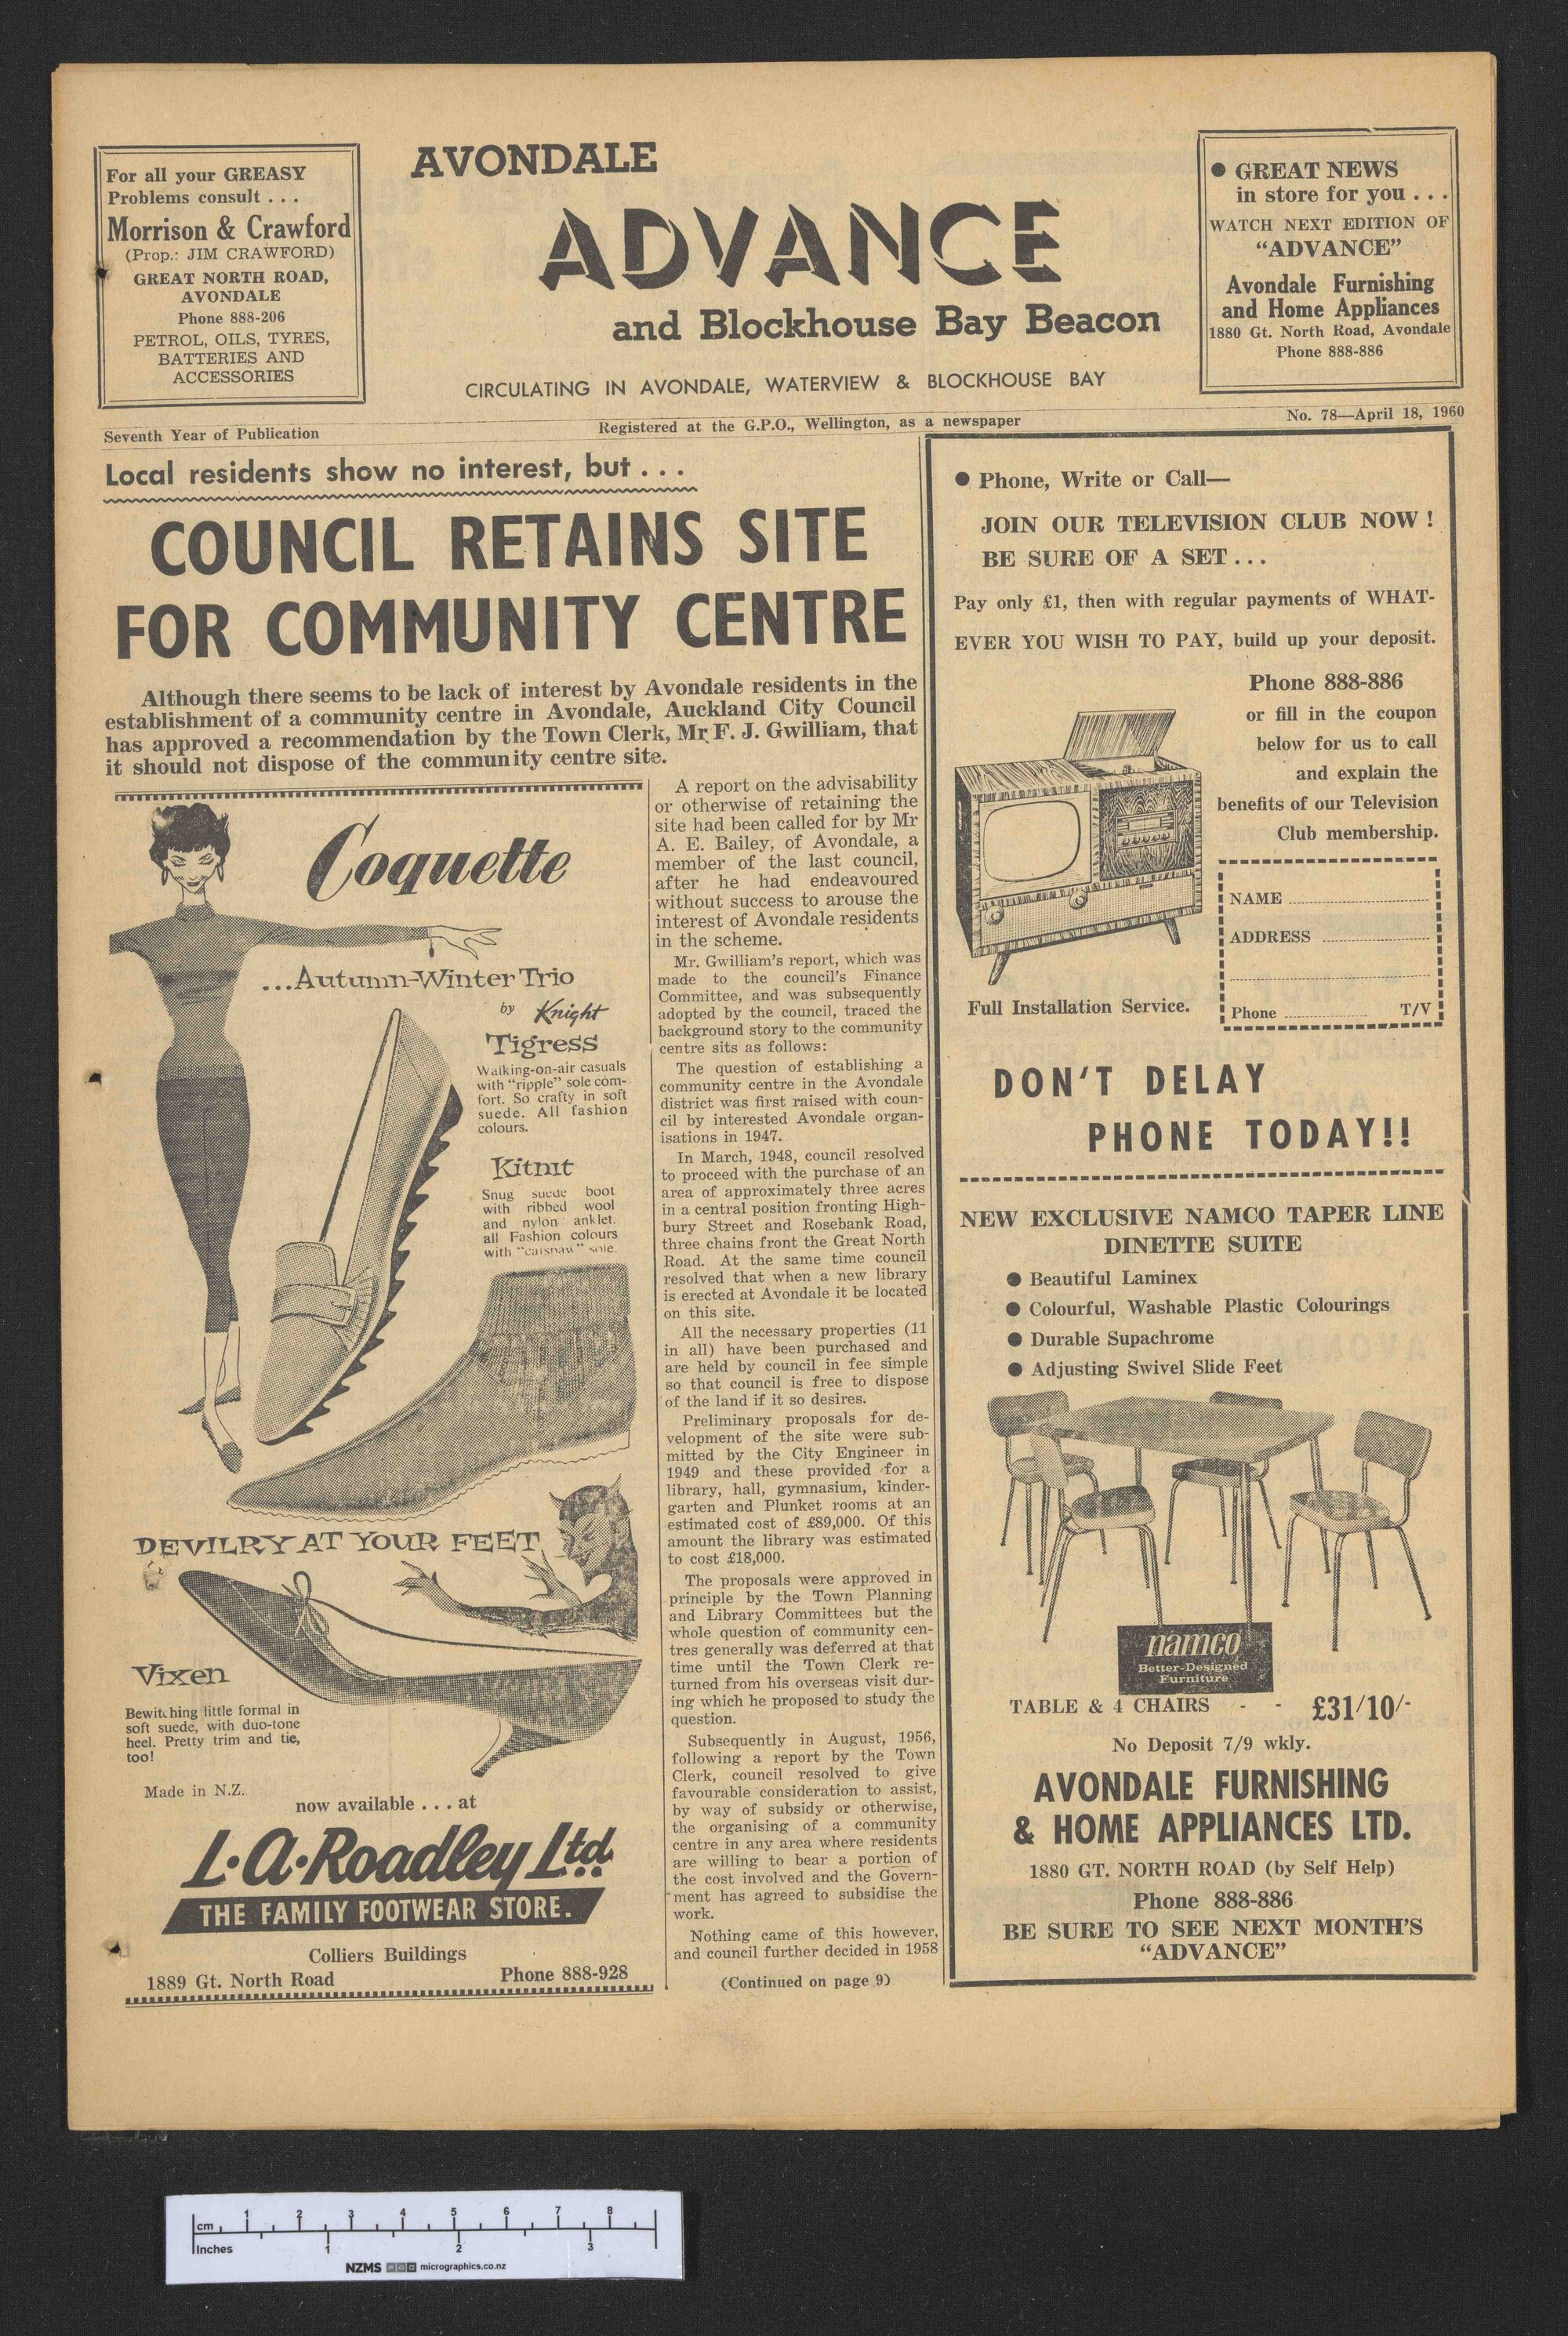 For all your GREASY
Problems consult . . .
Morrison & Crawford
(Prop.: JIM CRAWFORD)
GREAT NORTH ROAD,
AVONDALE
Phone 888-206
PETROL, OILS, TYRES,
BATTERIES AND
ACCESSORIES
AVONDALE
ADVANCE
and Blockhouse Bay Beacon
CIRCULATING IN AVONDALE, WATERVIEW & BLOCKHOUSE BAY
● GREAT NEWS
in store for you . . .
WATCH NEXT EDITION OF
"ADVANCE"
Avondale Furnishing
and Home Appliances
1880 Gt. North Road, Avondale
Phone 888-886
Seventh Year of Publication
Registered at the G.P.O., Wellington, as a newspaper
No. 78—April 18, 1960
Local residents show no interest, but . . .
COUNCIL RETAINS SITE
FOR COMMUNITY CENTRE
Although there seems to be lack of interest by Avondale residents in the
establishment of a community centre in Avondale, Auckland City Council
has approved a recommendation by the Town Clerk, Mr. F. J. Gwilliam, that
it should not dispose of the community centre site.
Coquette
...Autumn-Winter Trio
by Knight
Tigress
Walking-on-air casuals
with "ripple" sole com-
fort. So crafty in soft
suede. All fashion
colours.
Kitnit
Snug suede boot
with ribbed wool
and nylon anklet.
all Fashion colours
with "catspaw" sole.
DEVILRY AT YOUR FEET
Vixen
Bewitching little formal in
soft suede, with duo-tone
heel. Pretty trim and tie,
too!
Made in N.Z.
now available . . . at
L·A·Roadley Ltd.
THE FAMILY FOOTWEAR STORE.
Colliers Buildings
1889 Gt. North Road
Phone 888-928
A report on the advisability
or otherwise of retaining the
site had been called for by Mr
A. E. Bailey, of Avondale, a
member of the last council,
after he had endeavoured
without success to arouse the
interest of Avondale residents
in the scheme.
Mr. Gwilliam's report, which was
made to the council's Finance
Committee, and was subsequently
adopted by the council, traced the
background story to the community
centre sits as follows:
The question of establishing a
community centre in the Avondale
district was first raised with coun-
cil by interested Avondale organ-
isations in 1947.
In March, 1948, council resolved
to proceed with the purchase of an
area of approximately three acres
in a central position fronting High-
bury Street and Rosebank Road,
three chains front the Great North
Road. At the same time council
resolved that when a new library
is erected at Avondale it be located
on this site.
All the necessary properties (11
in all) have been purchased and
are held by council in fee simple
so that council is free to dispose
of the land if it so desires.
Preliminary proposals for de-
velopment of the site were sub-
mitted by the City Engineer in
1949 and these provided for a
library, hall, gymnasium, kinder-
garten and Plunket rooms at an
estimated cost of £89,000. Of this
amount the library was estimated
to cost £18,000.
The proposals were approved in
principle by the Town Planning
and Library Committees but the
whole question of community cen-
tres generally was deferred at that
time until the Town Clerk re-
turned from his overseas visit dur-
ing which he proposed to study the
question.
Subsequently in August, 1956,
following a report by the Town
Clerk, council resolved to give
favourable consideration to assist,
by way of subsidy or otherwise,
the organising of a community
centre in any area where residents
are willing to bear a portion of
the cost involved and the Govern-
ment has agreed to subsidise the
work.
Nothing came of this however,
and council further decided in 1958
(Continued on page 9)
● Phone, Write or Call—
JOIN OUR TELEVISION CLUB NOW !
BE SURE OF A SET . . .
Pay only £1, then with regular payments of WHAT-
EVER YOU WISH TO PAY, build up your deposit.
Phone 888-886
or fill in the coupon
below for us to call
and explain the
benefits of our Television
Club membership.
NAME
ADDRESS
Phone T/V
Full Installation Service.
DON'T DELAY
PHONE TODAY!!
NEW EXCLUSIVE NAMCO TAPER LINE
DINETTE SUITE
● Beautiful Laminex
● Colourful, Washable Plastic Colourings
● Durable Supachrome
● Adjusting Swivel Slide Feet
namco
Better-Designed
Furniture
TABLE & 4 CHAIRS - - £31/10/-
No Deposit 7/9 wkly.
AVONDALE FURNISHING
& HOME APPLIANCES LTD.
1880 GT. NORTH ROAD (by Self Help)
Phone 888-886
BE SURE TO SEE NEXT MONTH'S
"ADVANCE"
cm 1 2 3 4 5 6 7 8
Inches 1 2 3
NZMS micrographics.co.nz